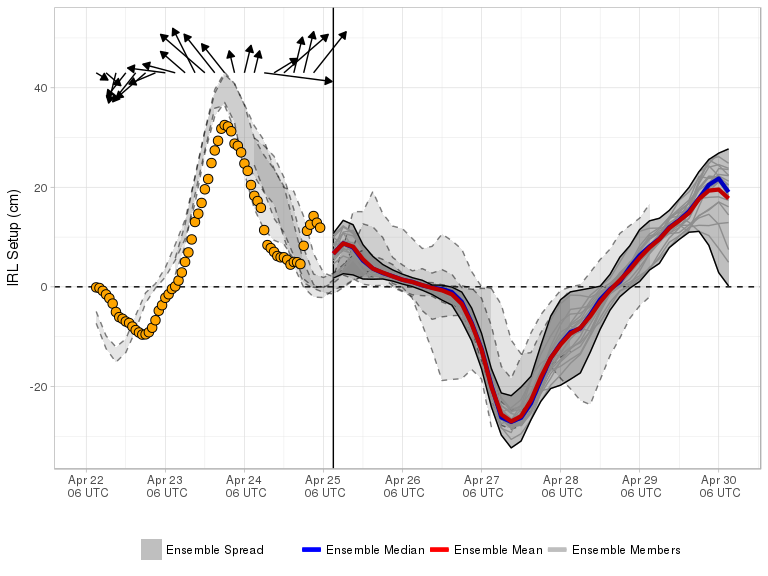 IRL Setup (cm)
40
20
0
-20
Apr 22 Apr 23 Apr 24 Apr 25 Apr 26 Apr 27 Apr 28 Apr 29 Apr 30
06 UTC 06 UTC 06 UTC 06 UTC 06 UTC 06 UTC 06 UTC 06 UTC 06 UTC
Ensemble Spread Ensemble Median Ensemble Mean Ensemble Members